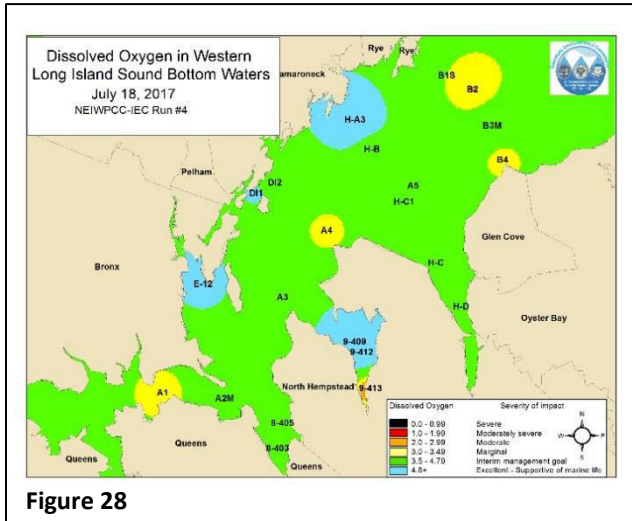 Dissolved Oxygen in Western
Long Island Sound Bottom Waters
July 18, 2017
NEIWPCC-IEC Run #4
Rye
Rye
amaroneck
B1S
B2
H-A3
B3M
H-B
Pelham
DI2
DI1
B4
A5
H-C1
A4
Glen Cove
Bronx
H-C
E-12
A3
H-D
Oyster Bay
9-409
9-412
North Hempstead
9-413
A1
A2M
8-405
8-403
Queens
Queens
Queens
Dissolved Oxygen Severity of impact
0.0 - 0.99 Severe
1.0 - 1.99 Moderately severe
2.0 - 2.99 Moderate
3.0 - 3.49 Marginal
3.5 - 4.79 Interim management goal
4.8+ Excellent - Supportive of marine life
N
W E
S
Figure 28